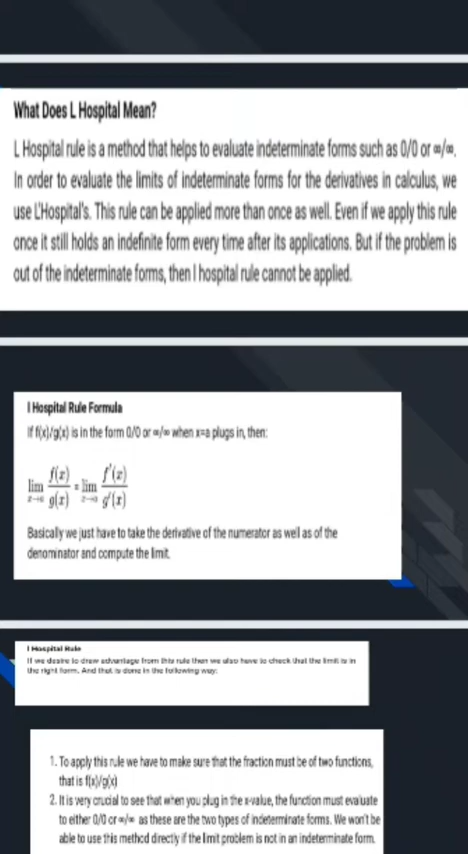 What Does L Hospital Mean?
L Hospital rule is a method that helps to evaluate indeterminate forms such as 0/0 or ∞/∞.
In order to evaluate the limits of indeterminate forms for the derivatives in calculus, we
use L'Hospital's. This rule can be applied more than once as well. Even if we apply this rule
once it still holds an indefinite form every time after its applications. But if the problem is
out of the indeterminate forms, then l hospital rule cannot be applied.
l Hospital Rule Formula
If f(x)/g(x) is in the form 0/0 or ∞/∞ when x=a plugs in, then:
lim x→a f(x)/g(x) = lim x→a f'(x)/g'(x)
Basically we just have to take the derivative of the numerator as well as of the
denominator and compute the limit.
l Hospital Rule
If we desire to draw advantage from this rule then we also have to check that the limit is in
the right form. And that is done in the following way:
1. To apply this rule we have to make sure that the fraction must be of two functions,
that is f(x)/g(x)
2. It is very crucial to see that when you plug in the x-value, the function must evaluate
to either 0/0 or ∞/∞ as these are the two types of indeterminate forms. We won't be
able to use this method directly if the limit problem is not in an indeterminate form.